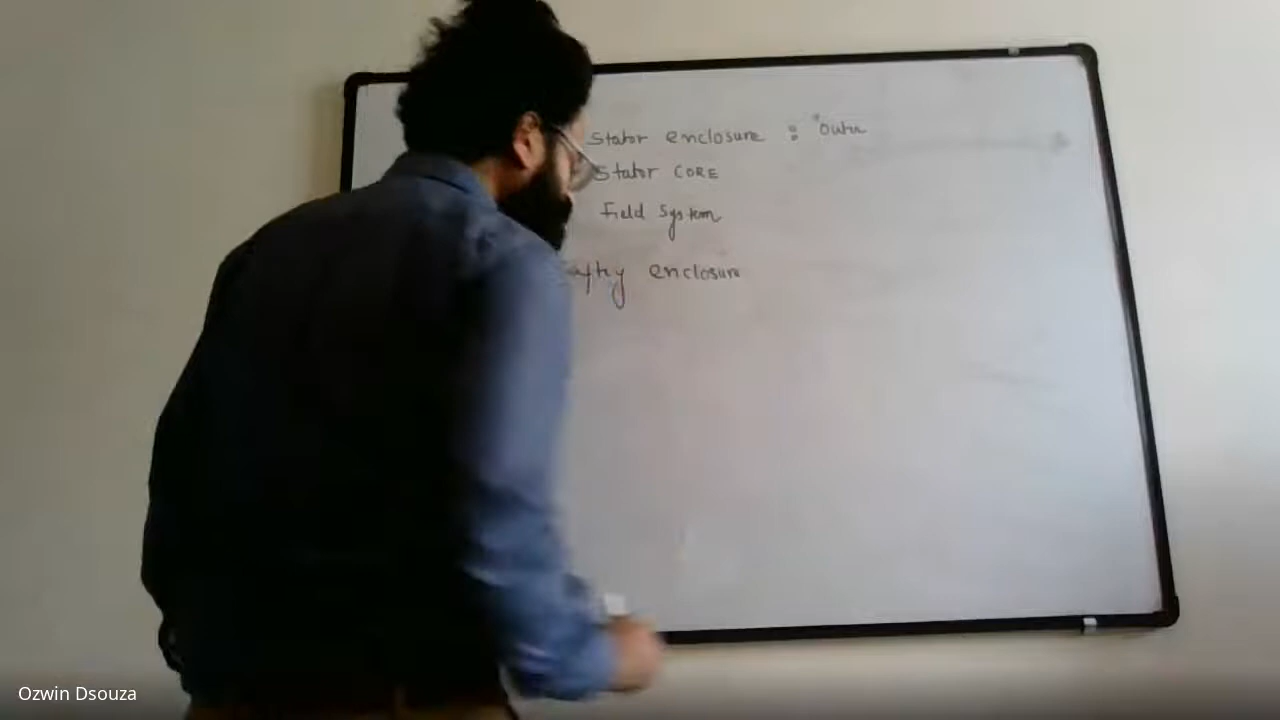 Stator enclosure : "Outer
Stator CORE
Field System
enclosure
Ozwin Dsouza